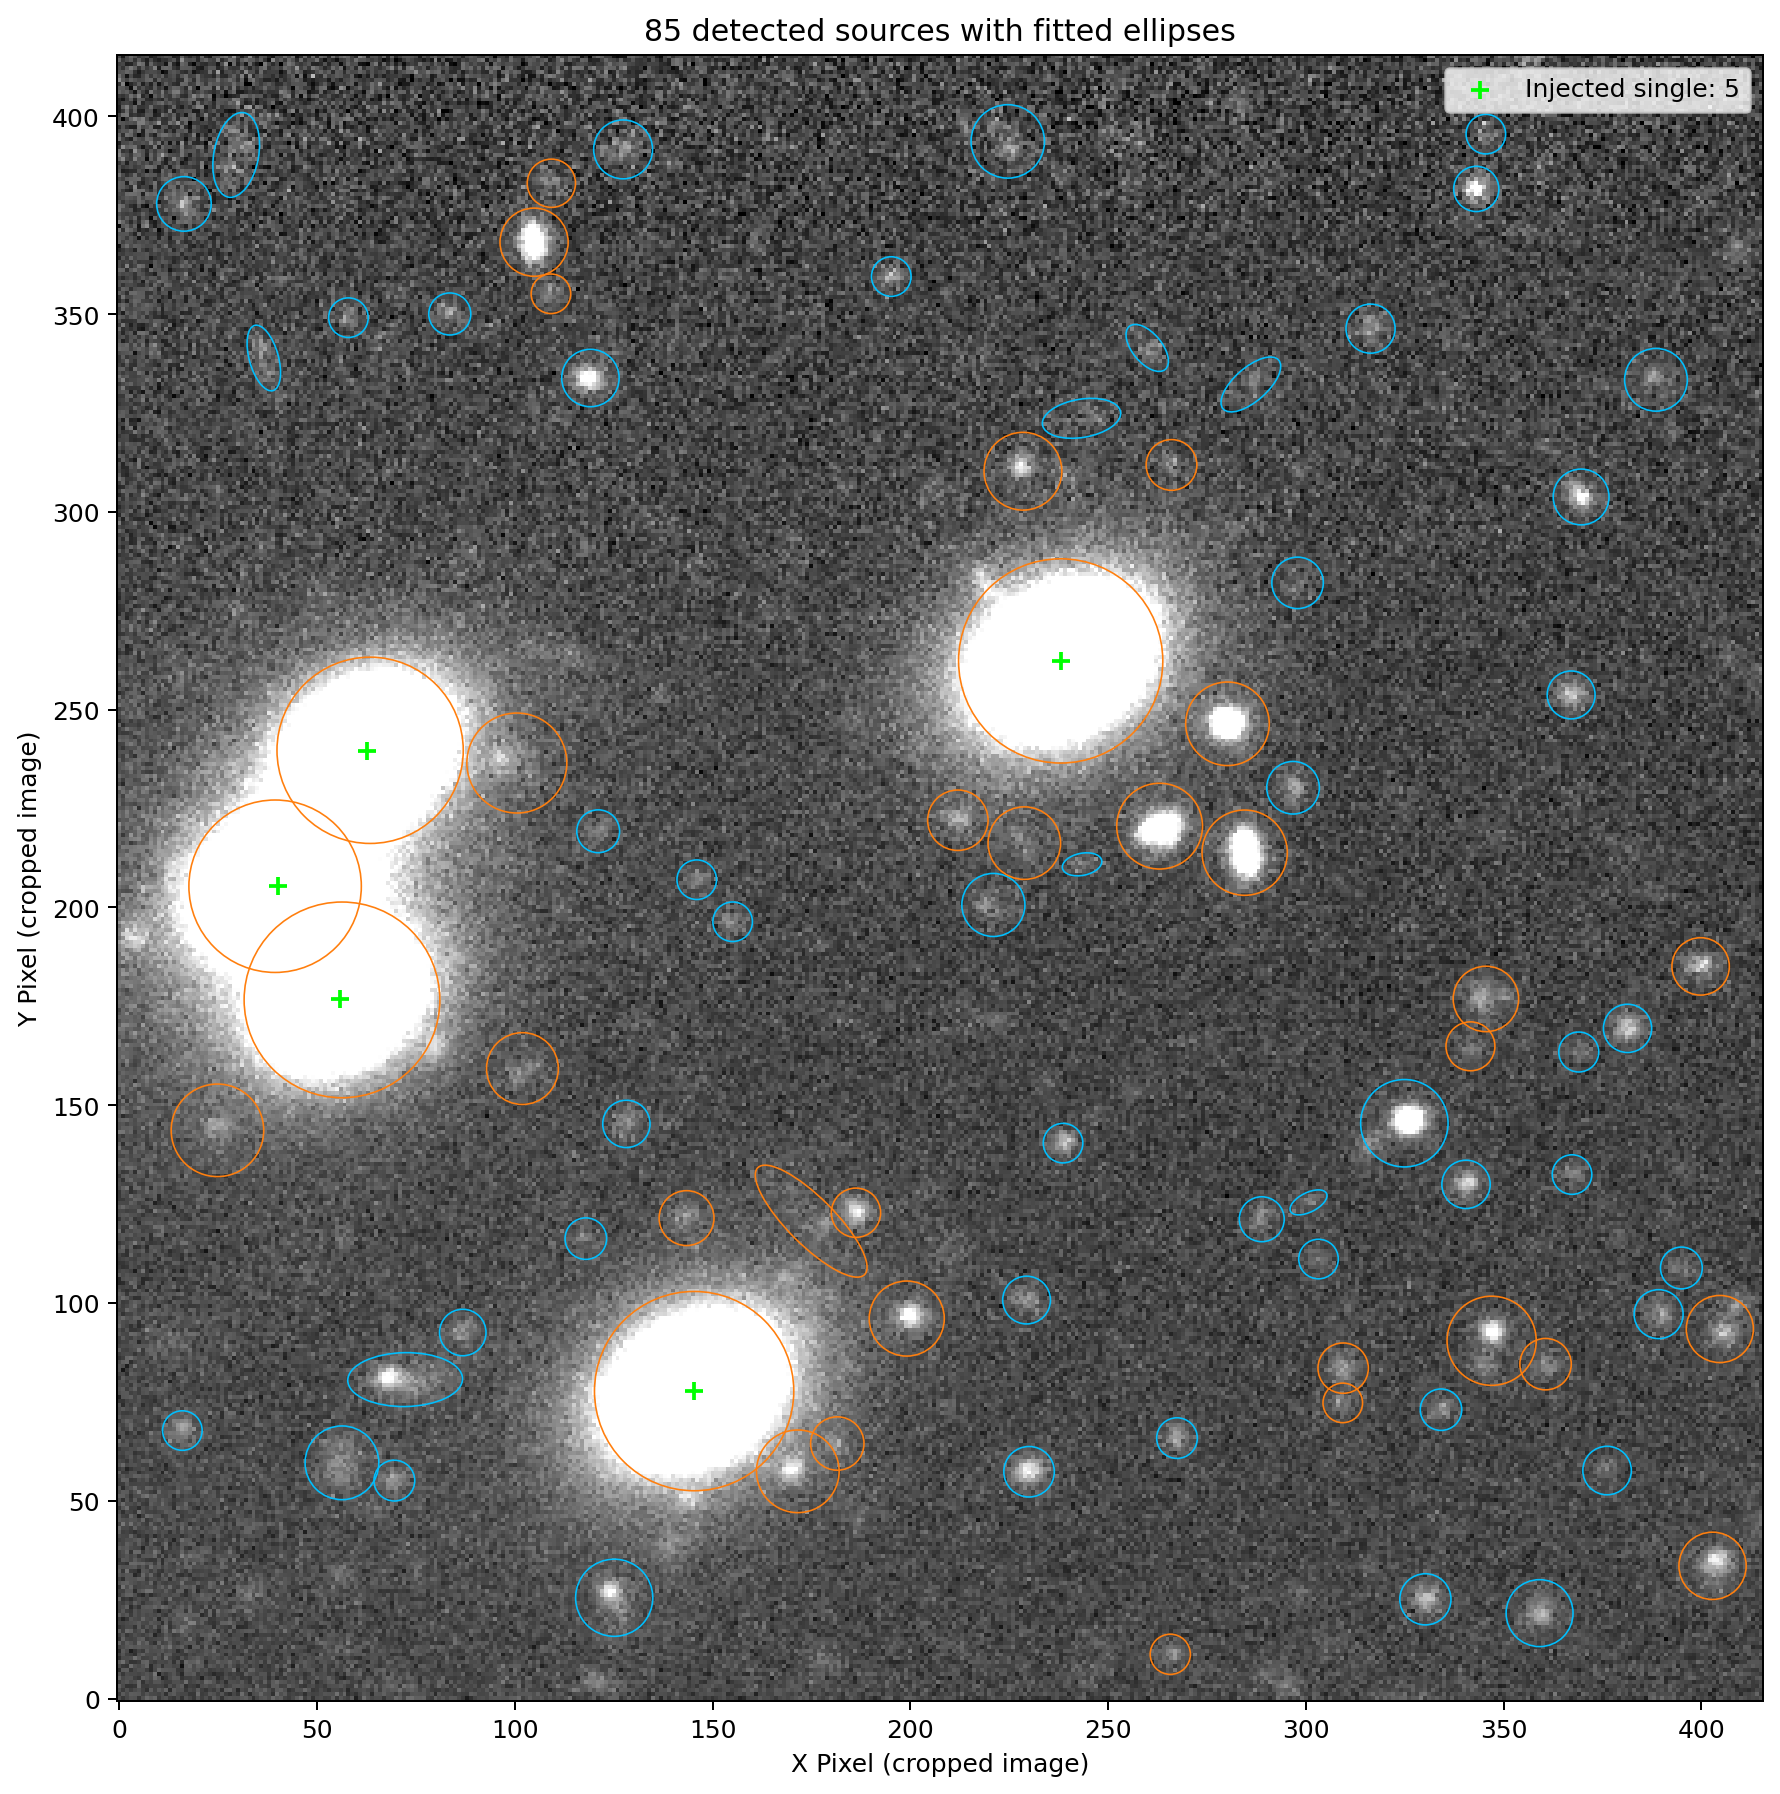 85 detected sources with fitted ellipses
Injected single: 5
Y Pixel (cropped image)
400
350
300
250
200
150
100
50
0
0 50 100 150 200 250 300 350 400
X Pixel (cropped image)